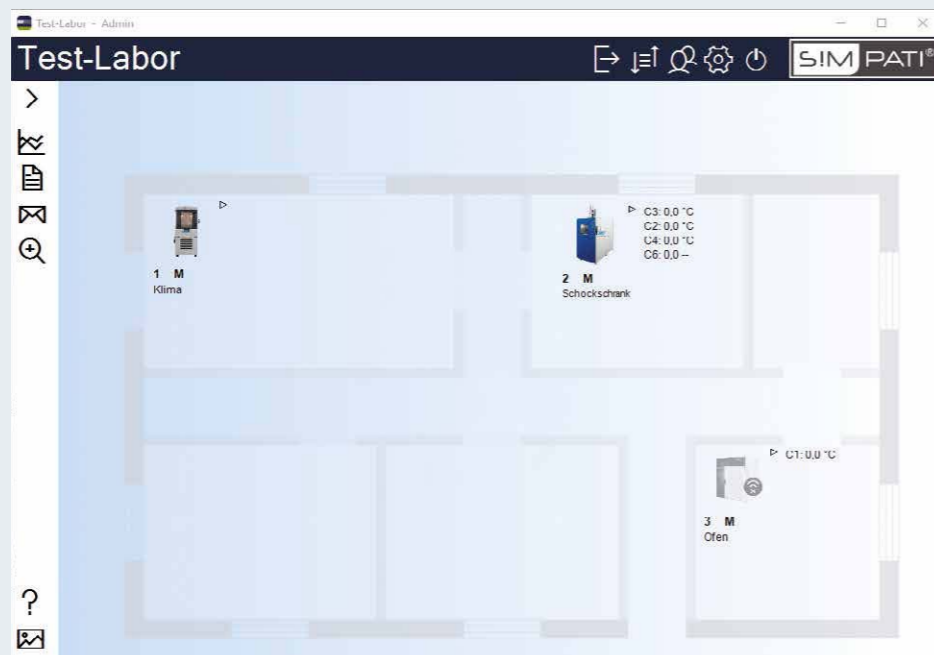 Test-Labor - Admin
Test-Labor
S!MPATI®
C3: 0,0 °C
C2: 0,0 °C
C4: 0,0 °C
C6: 0,0 --
1 M
Klima
2 M
Schockschrank
C1: 0,0 °C
3 M
Ofen
?